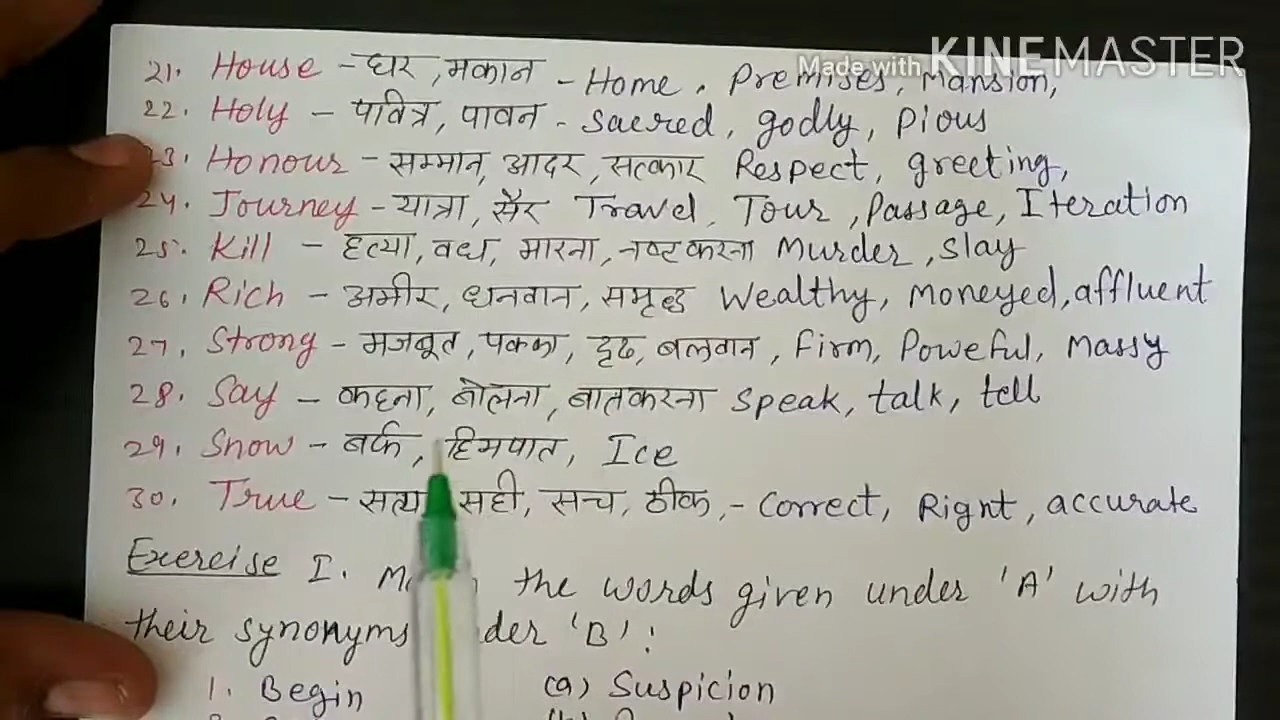 Made with KINEMASTER
21. House - घर, मकान - Home, Premises, Mansion,
22. Holy - पवित्र, पावन - sacred, godly, Pious
23. Honour - सम्मान, आदर, सत्कार Respect, greeting,
24. Journey - यात्रा, सैर Travel, Tour, Passage, Iteration
25. Kill - हत्या, वध, मारना, नष्ट करना Murder, slay
26. Rich - अमीर, धनवान, समृद्ध Wealthy, Moneyed, affluent
27. Strong - मजबूत, पक्का, दृढ, बलवान, Firm, Poweful, Massy
28. Say - कहना, बोलना, बात करना speak, talk, tell
29. Snow - बर्फ, हिमपात, Ice
30. True - सत्य सही, सच, ठीक, - Correct, Right, accurate
Exercise I. the words given under 'A' with
their synonyms 'B' :
1. Begin (a) Suspicion